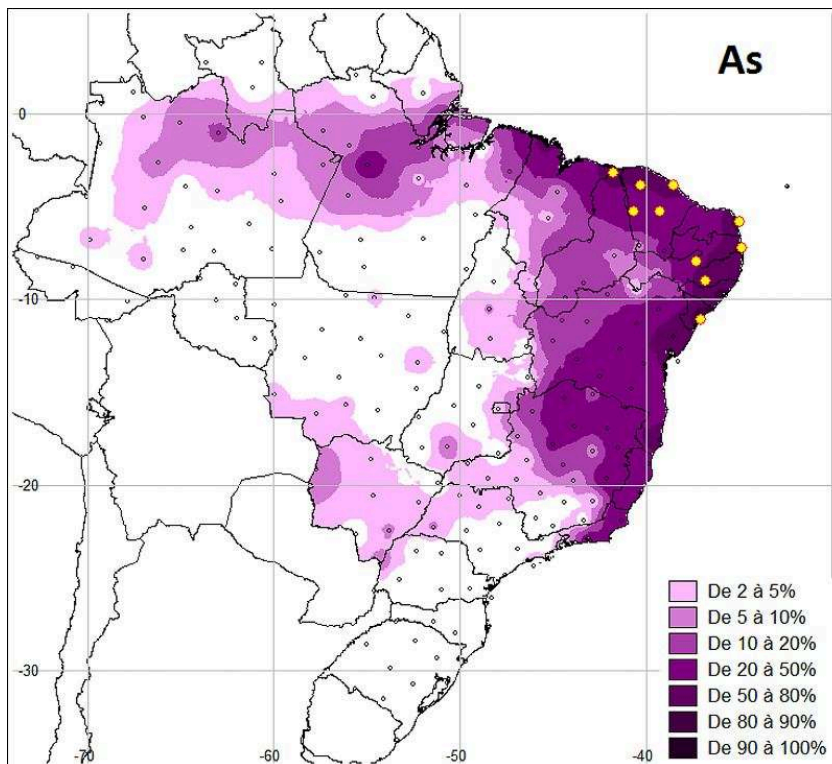 As
0
-10
-20
-30
-70
-60
-50
-40
De 2 à 5%
De 5 à 10%
De 10 à 20%
De 20 à 50%
De 50 à 80%
De 80 à 90%
De 90 à 100%